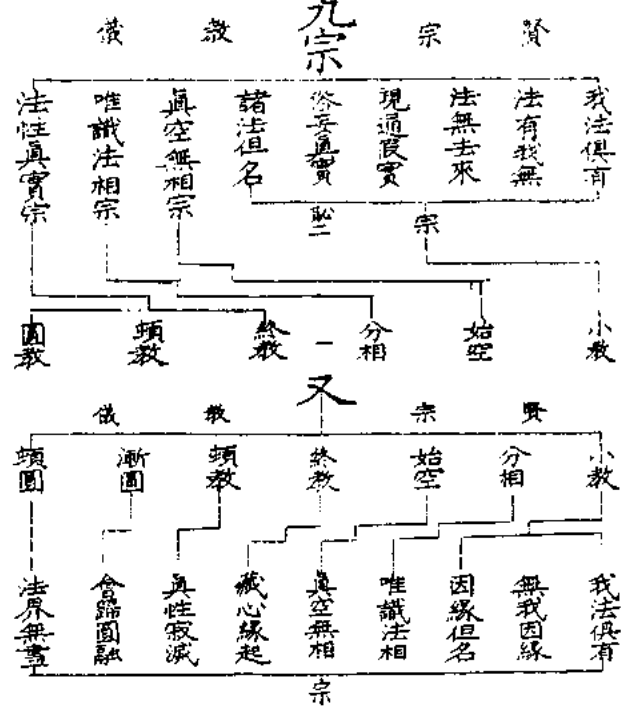 賢宗 九宗 教儀
我法俱有
法有我無
法無去來
現通假實
俗妄真實
諸法但名
真空無相宗
唯識法相宗
法性真實宗
宗
小教
始空
分相
終教
頓教
圓教
又一
賢宗 教儀
小教
分相
始空
終教
頓教
漸圓
頓圓
我法俱有
無我因緣
因緣但名
唯識法相
真空無相
藏心緣起
真性寂滅
會歸圓融
法界無盡
宗